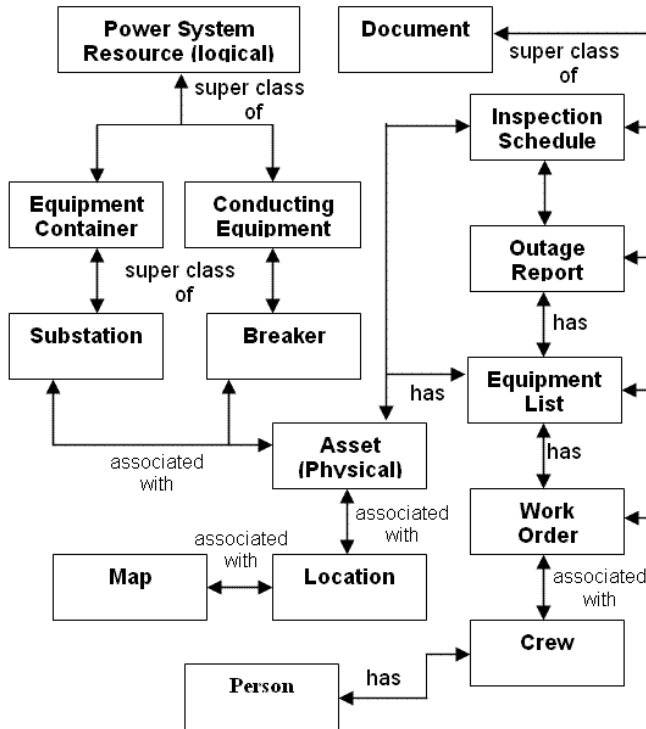 Power System
Resource (logical)
Document
super class
of
super class
of
Inspection
Schedule
Equipment
Container
Conducting
Equipment
super class
of
Outage
Report
has
Substation
Breaker
Equipment
List
has
has
Asset
(Physical)
associated
with
associated
with
Work
Order
associated
with
associated
with
Map
Location
Crew
has
Person